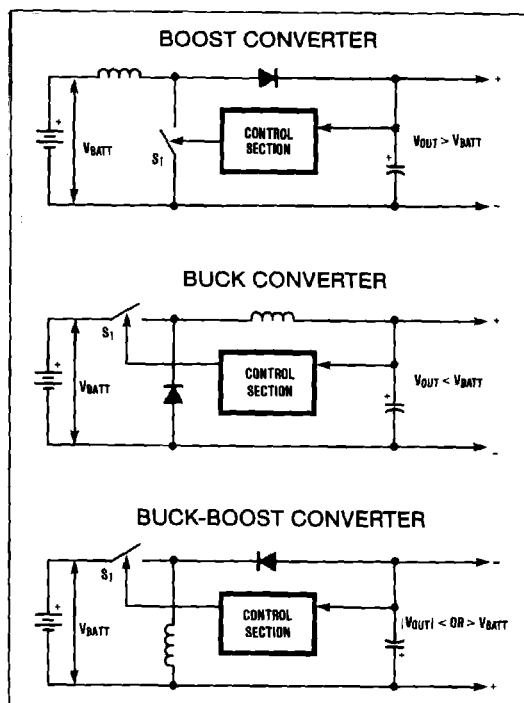 BOOST CONVERTER
+
+
VBATT
S1
CONTROL
SECTION
+
VOUT > VBATT
-
BUCK CONVERTER
+
S1
+
VBATT
CONTROL
SECTION
+
VOUT < VBATT
-
BUCK-BOOST CONVERTER
-
S1
+
VBATT
CONTROL
SECTION
|VOUT| < OR > VBATT
+
+